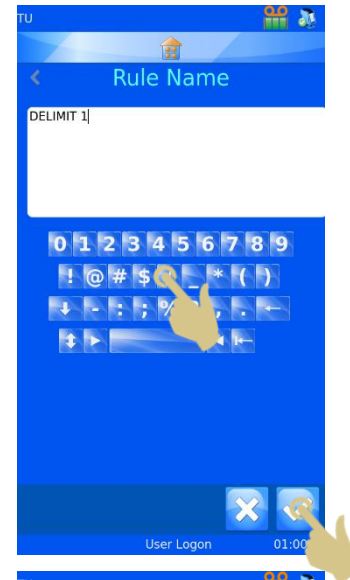 TU
Rule Name
DELIMIT 1
0 1 2 3 4 5 6 7 8 9
! @ # $ _ * ( )
- : ; % , .
User Logon 01:00